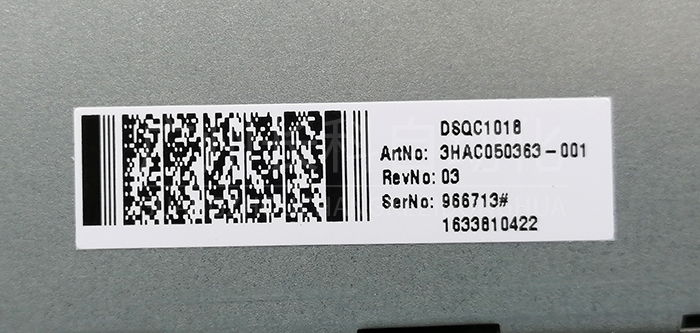 DSQC1018
ArtNo: 3HAC050363-001
RevNo: 03
SerNo: 966713#
1633810422